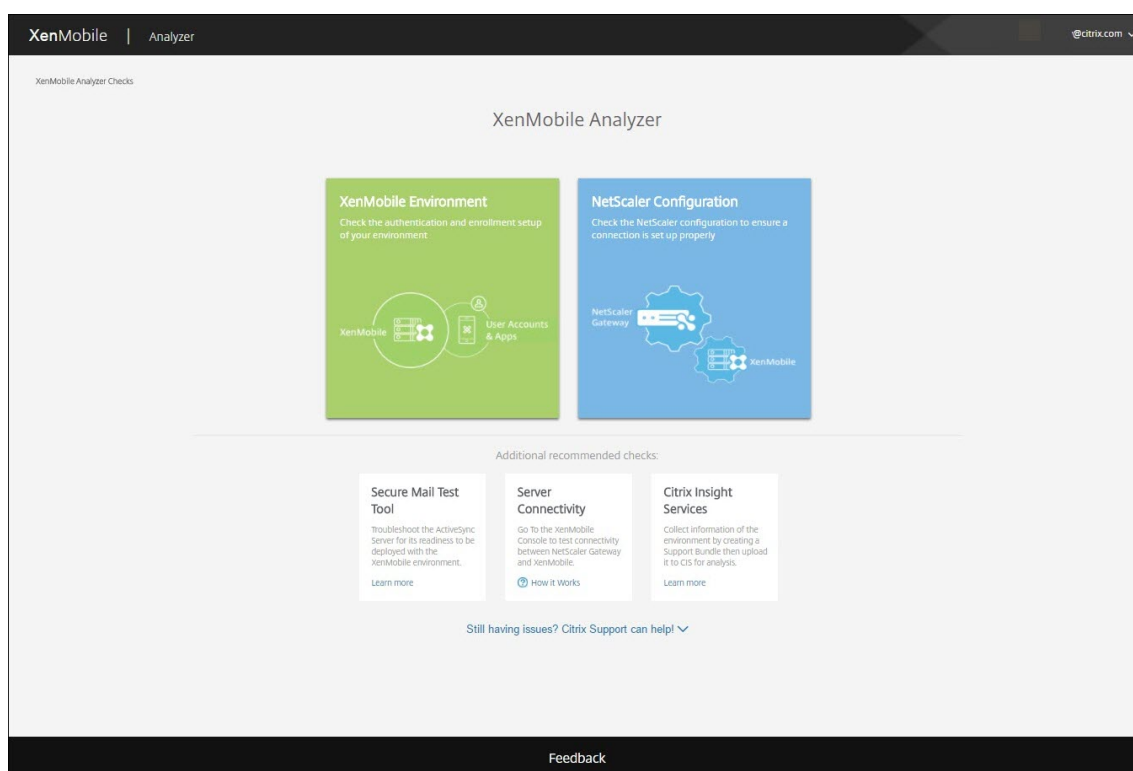 XenMobile | Analyzer
@citrix.com
XenMobile Analyzer Checks
XenMobile Analyzer
XenMobile Environment
Check the authentication and enrollment setup
of your environment
XenMobile
User Accounts
& Apps
NetScaler Configuration
Check the NetScaler configuration to ensure a
connection is set up properly
NetScaler
Gateway
XenMobile
Additional recommended checks:
Secure Mail Test
Tool
Troubleshoot the ActiveSync
Server for its readiness to be
deployed with the
XenMobile environment.
Learn more
Server
Connectivity
Go To the XenMobile
Console to test connectivity
between NetScaler Gateway
and XenMobile.
How it Works
Citrix Insight
Services
Collect information of the
environment by creating a
Support Bundle then upload
it to CIS for analysis.
Learn more
Still having issues? Citrix Support can help!
Feedback